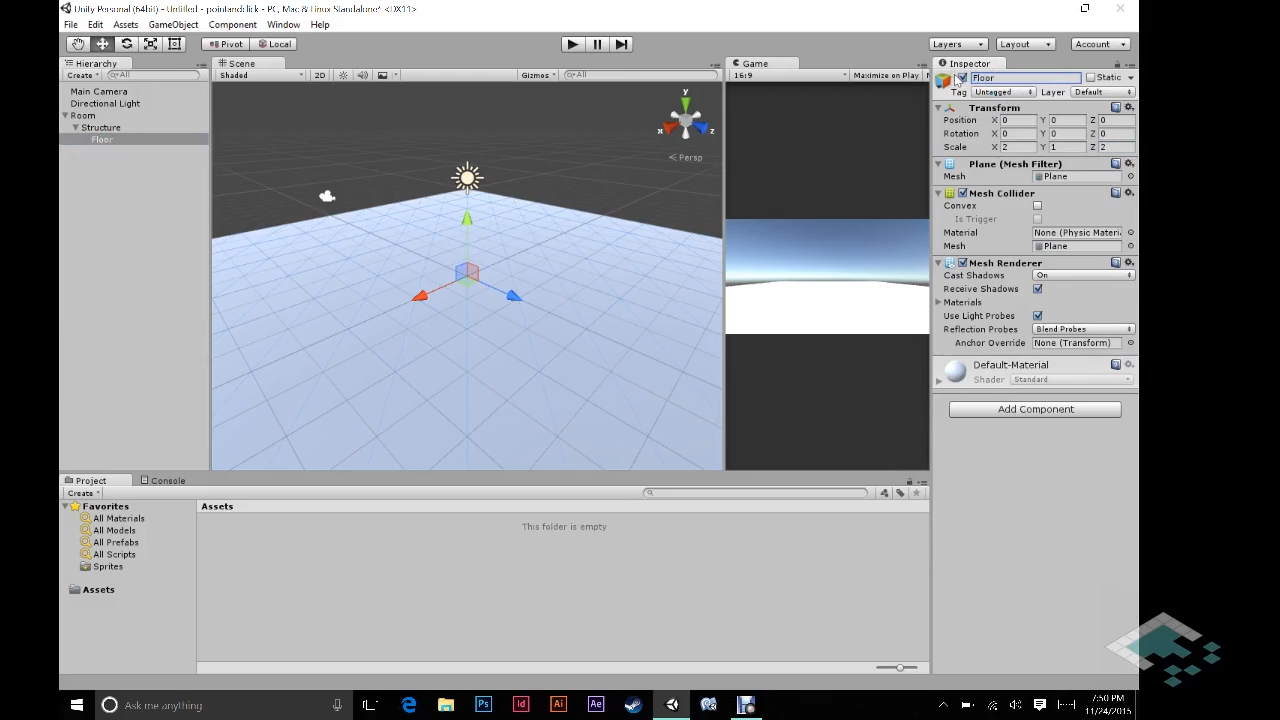 Unity Personal (64bit) - Untitled - pointandclick - PC, Mac & Linux Standalone* <DX11>
File Edit Assets GameObject Component Window Help
Pivot Local Layers Layout Account
Hierarchy
Create All
Main Camera
Directional Light
Room
Structure
Floor
Scene
Shaded 2D Gizmos All
y
x z
Persp
Game
16:9 Maximize on Play
Inspector
Floor Static
Tag Untagged Layer Default
Transform
Position X 0 Y 0 Z 0
Rotation X 0 Y 0 Z 0
Scale X 2 Y 1 Z 2
Plane (Mesh Filter)
Mesh Plane
Mesh Collider
Convex
Is Trigger
Material None (Physic Materi
Mesh Plane
Mesh Renderer
Cast Shadows On
Receive Shadows
Materials
Use Light Probes
Reflection Probes Blend Probes
Anchor Override None (Transform)
Default-Material
Shader Standard
Add Component
Project Console
Create
Favorites
All Materials
All Models
All Prefabs
All Scripts
Sprites
Assets
Assets
This folder is empty
Ask me anything
Ps Id Ai Ae
7:50 PM
11/24/2015